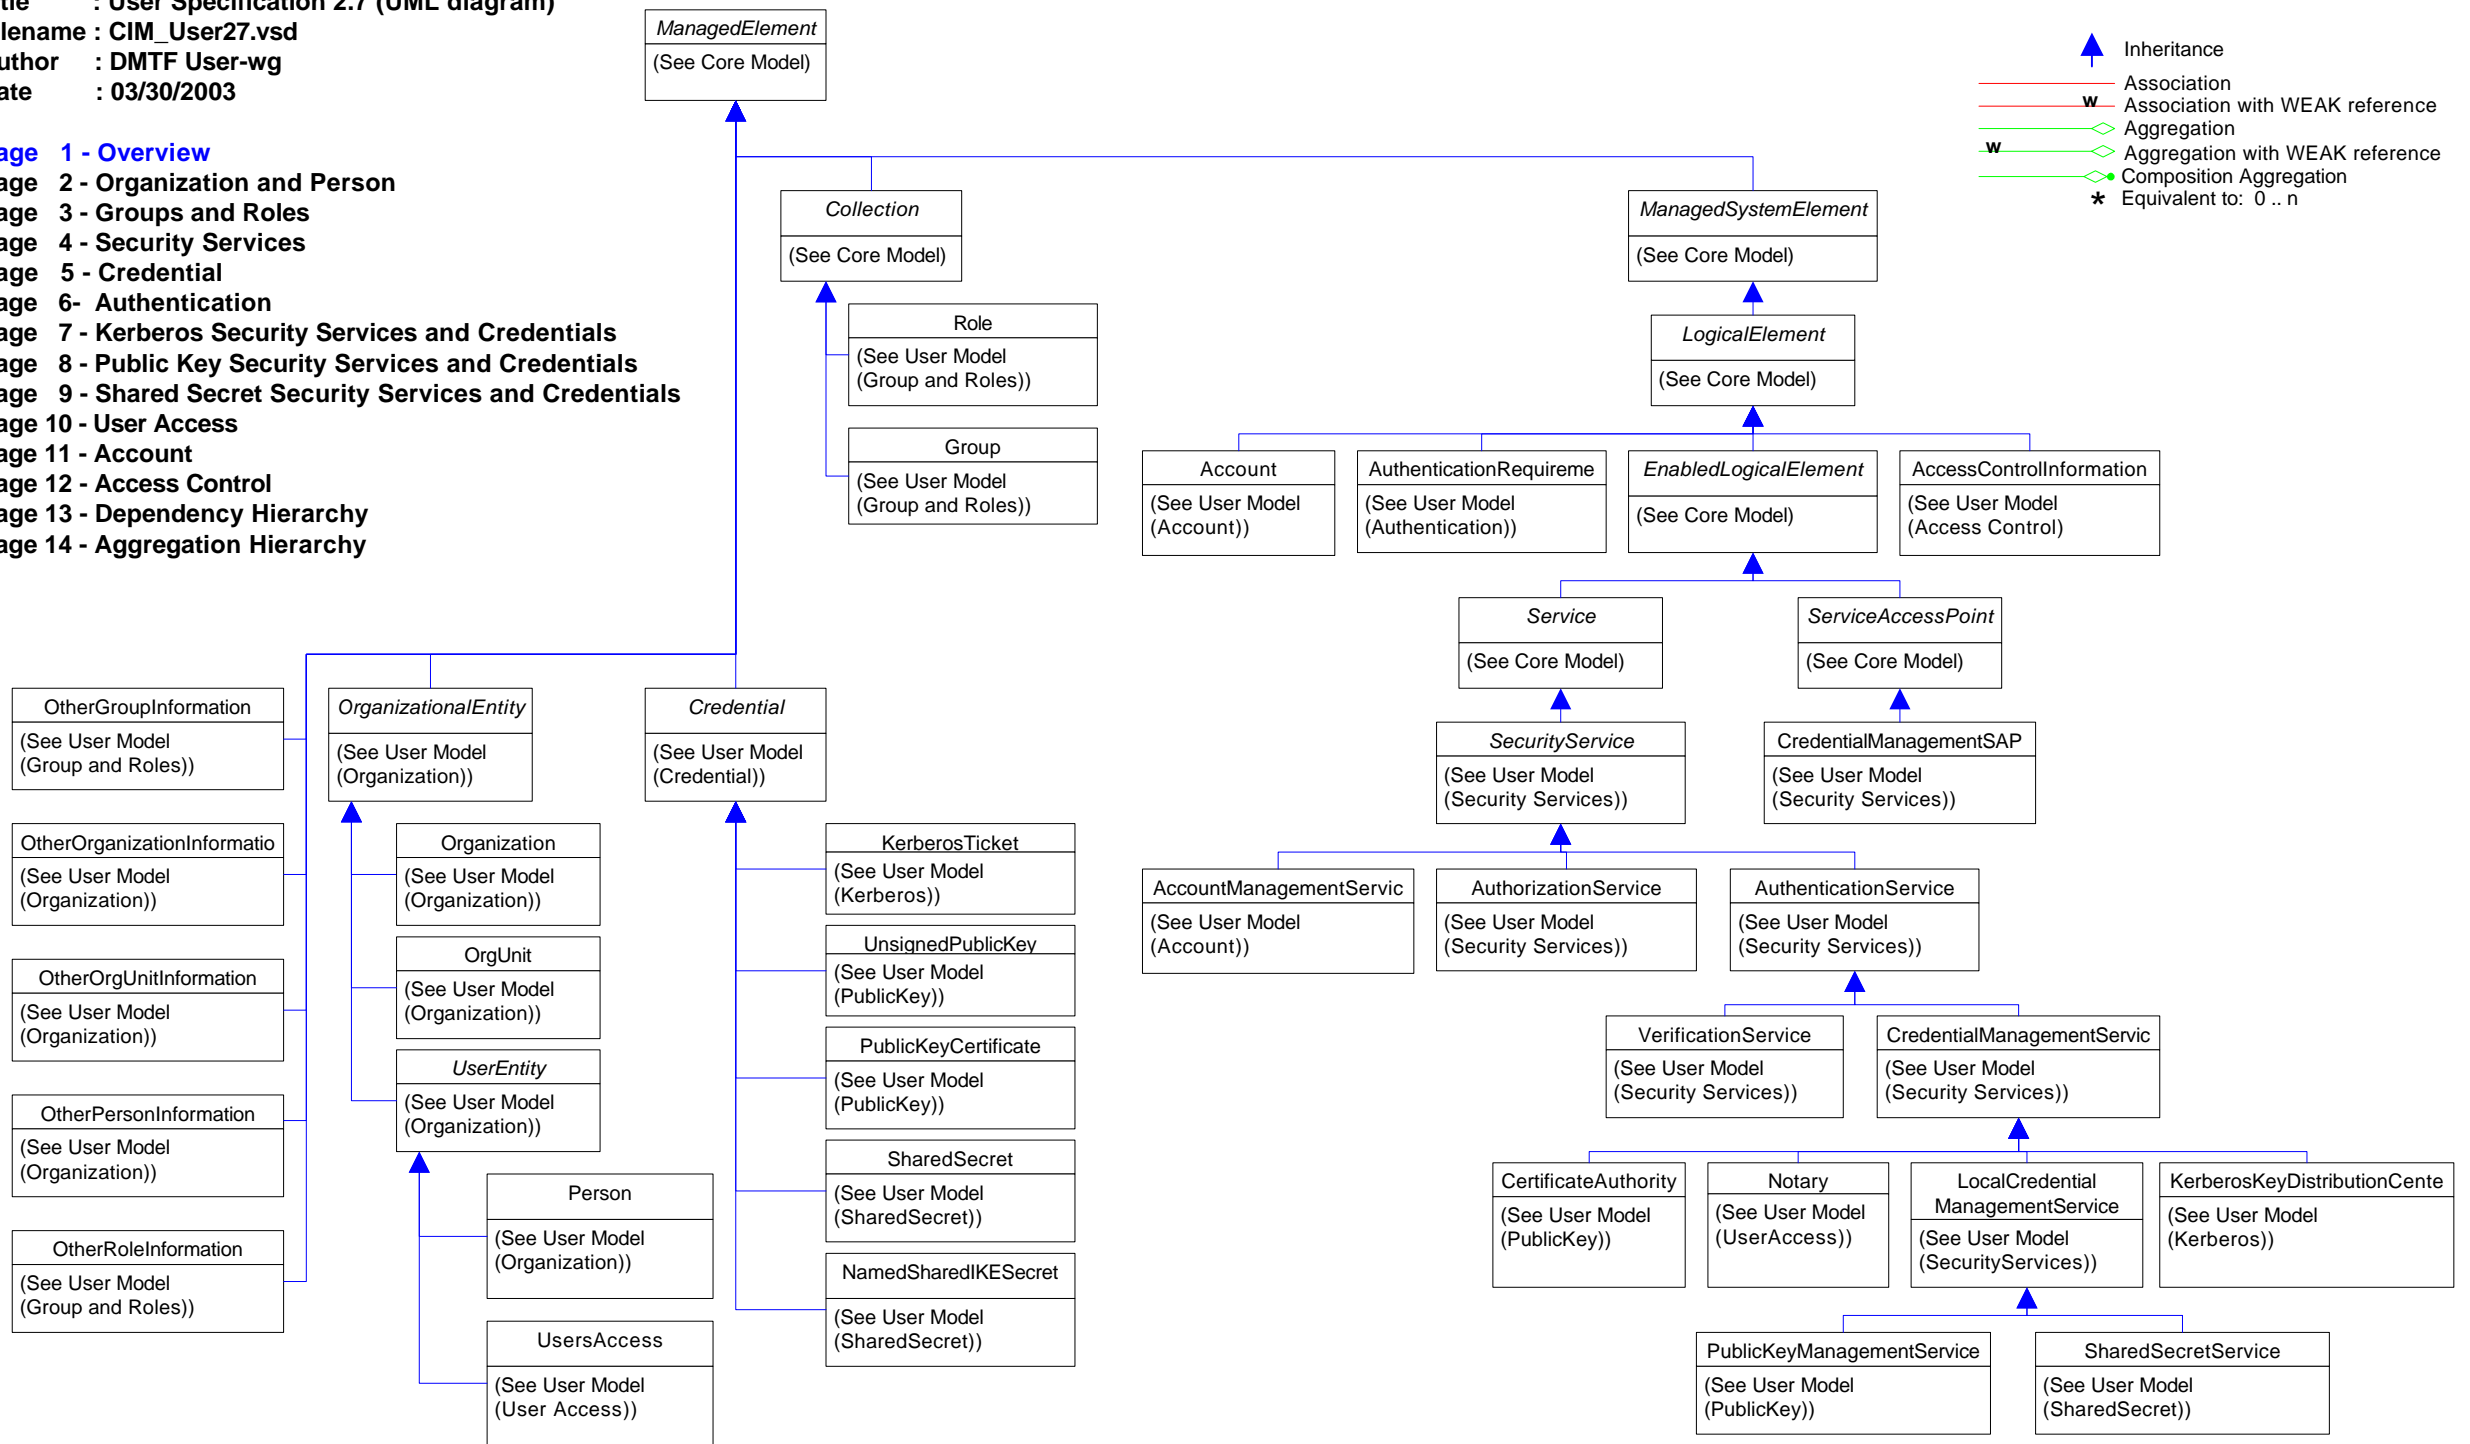 itle : User Specification 2.7 (UML diagram)
ilename : CIM_User27.vsd
uthor : DMTF User-wg
ate : 03/30/2003
age 1 - Overview
age 2 - Organization and Person
age 3 - Groups and Roles
age 4 - Security Services
age 5 - Credential
age 6- Authentication
age 7 - Kerberos Security Services and Credentials
age 8 - Public Key Security Services and Credentials
age 9 - Shared Secret Security Services and Credentials
age 10 - User Access
age 11 - Account
age 12 - Access Control
age 13 - Dependency Hierarchy
age 14 - Aggregation Hierarchy
ManagedElement
(See Core Model)
Inheritance
Association
w Association with WEAK reference
Aggregation
w Aggregation with WEAK reference
Composition Aggregation
* Equivalent to: 0 .. n
Collection
(See Core Model)
Role
(See User Model
(Group and Roles))
Group
(See User Model
(Group and Roles))
ManagedSystemElement
(See Core Model)
LogicalElement
(See Core Model)
Account
(See User Model
(Account))
AuthenticationRequireme
(See User Model
(Authentication))
EnabledLogicalElement
(See Core Model)
AccessControlInformation
(See User Model
(Access Control)
Service
(See Core Model)
ServiceAccessPoint
(See Core Model)
SecurityService
(See User Model
(Security Services))
CredentialManagementSAP
(See User Model
(Security Services))
AccountManagementServic
(See User Model
(Account))
AuthorizationService
(See User Model
(Security Services))
AuthenticationService
(See User Model
(Security Services))
VerificationService
(See User Model
(Security Services))
CredentialManagementServic
(See User Model
(Security Services))
CertificateAuthority
(See User Model
(PublicKey))
Notary
(See User Model
(UserAccess))
LocalCredential
ManagementService
(See User Model
(SecurityServices))
KerberosKeyDistributionCente
(See User Model
(Kerberos))
PublicKeyManagementService
(See User Model
(PublicKey))
SharedSecretService
(See User Model
(SharedSecret))
OtherGroupInformation
(See User Model
(Group and Roles))
OtherOrganizationInformatio
(See User Model
(Organization))
OtherOrgUnitInformation
(See User Model
(Organization))
OtherPersonInformation
(See User Model
(Organization))
OtherRoleInformation
(See User Model
(Group and Roles))
OrganizationalEntity
(See User Model
(Organization))
Organization
(See User Model
(Organization))
OrgUnit
(See User Model
(Organization))
UserEntity
(See User Model
(Organization))
Person
(See User Model
(Organization))
UsersAccess
(See User Model
(User Access))
Credential
(See User Model
(Credential))
KerberosTicket
(See User Model
(Kerberos))
UnsignedPublicKey
(See User Model
(PublicKey))
PublicKeyCertificate
(See User Model
(PublicKey))
SharedSecret
(See User Model
(SharedSecret))
NamedSharedIKESecret
(See User Model
(SharedSecret))